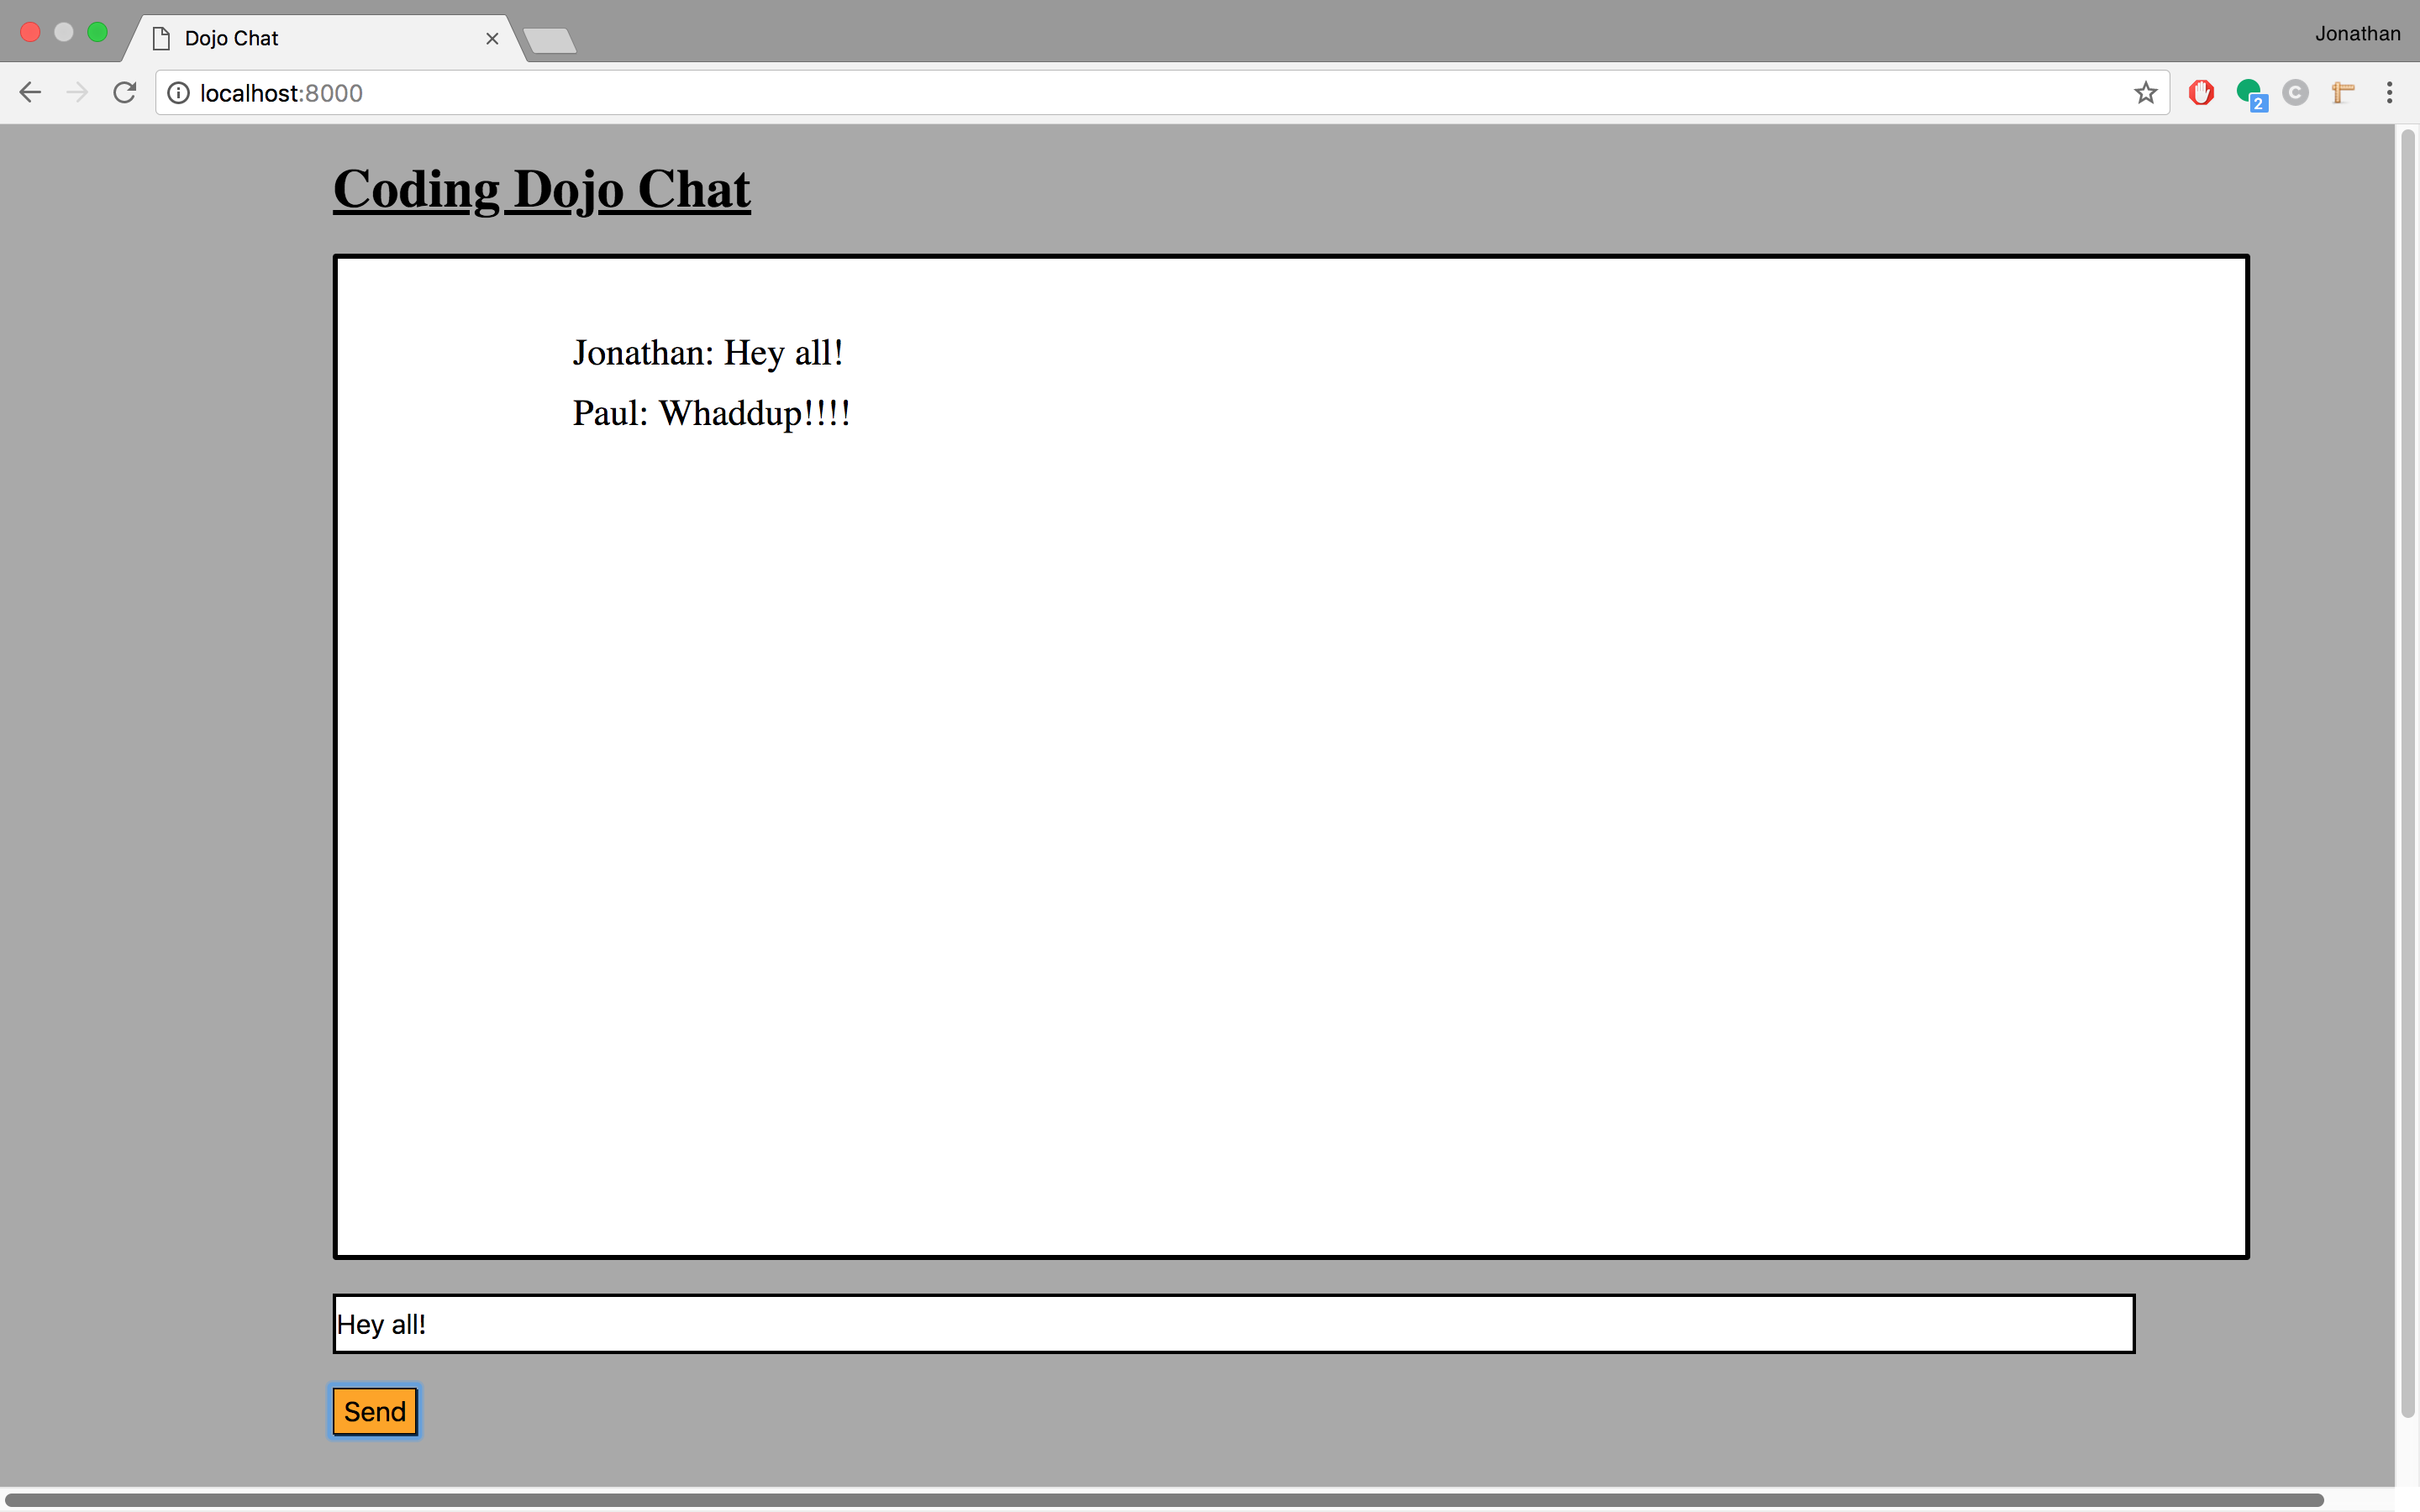 Dojo Chat
Jonathan
localhost:8000
2
C
Coding Dojo Chat
Jonathan: Hey all!
Paul: Whaddup!!!!
Hey all!
Send